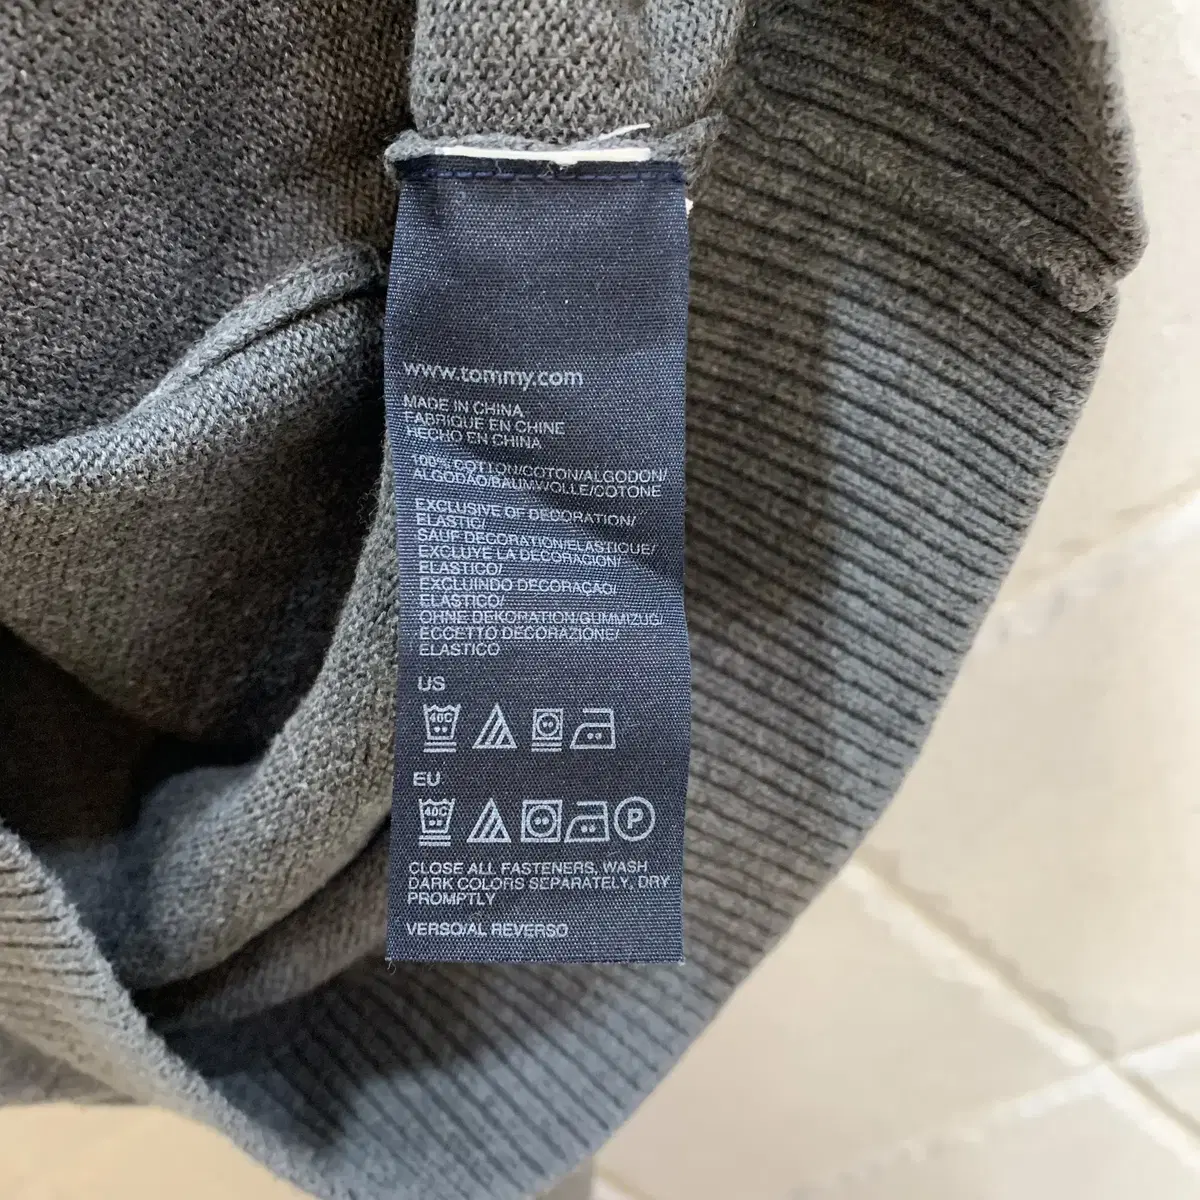 www.tommy.com
MADE IN CHINA
FABRIQUE EN CHINE
HECHO EN CHINA
100% COTTON/COTON/ALGODON/
ALGODAO/BAUMWOLLE/COTONE
EXCLUSIVE OF DECORATION/
ELASTIC/
SAUF DECORATION/ELASTIQUE/
EXCLUYE LA DECORACION/
ELASTICO/
EXCLUINDO DECORAÇAO/
ELASTICO/
OHNE DEKORATION/GUMMIZUG/
ECCETTO DECORAZIONE/
ELASTICO
US
40C
EU
40C P
CLOSE ALL FASTENERS, WASH
DARK COLORS SEPARATELY, DRY
PROMPTLY
VERSO/AL REVERSO